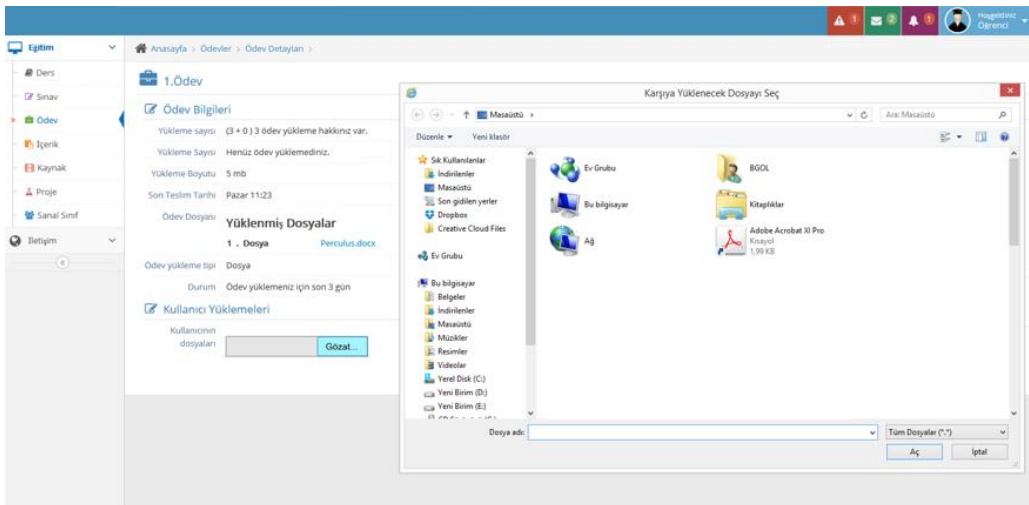 1
8
1
Hoşgeldiniz
Öğrenci
Eğitim
Ders
Sınav
Ödev
İçerik
Kaynak
Proje
Sanal Sınıf
İletişim
Anasayfa > Ödevler > Ödev Detayları >
1.Ödev
Ödev Bilgileri
Yükleme sayısı (3 + 0 ) 3 ödev yükleme hakkınız var.
Yükleme Sayısı Henüz ödev yüklemediniz.
Yükleme Boyutu 5 mb
Son Teslim Tarihi Pazar 11:23
Ödev Dosyası
Yüklenmiş Dosyalar
1 . Dosya Perculus.docx
Ödev yükleme tipi Dosya
Durum Ödev yüklemeniz için son 3 gün
Kullanıcı Yüklemeleri
Kullanıcının
dosyaları
Gözat...
Karşıya Yüklenecek Dosyayı Seç
Masaüstü
Ara: Masaüstü
Düzenle Yeni klasör
Sık Kullanılanlar
İndirilenler
Masaüstü
Son gidilen yerler
Dropbox
Creative Cloud Files
Ev Grubu
Bu bilgisayar
Belgeler
İndirilenler
Masaüstü
Müzikler
Resimler
Videolar
Yerel Disk (C:)
Yeni Birim (D:)
Yeni Birim (E:)
Ev Grubu
BGOL
Bu bilgisayar
Kitaplıklar
Ağ
Adobe Acrobat XI Pro
Kısayol
1,99 KB
Dosya adı:
Tüm Dosyalar (*.*)
Aç
İptal